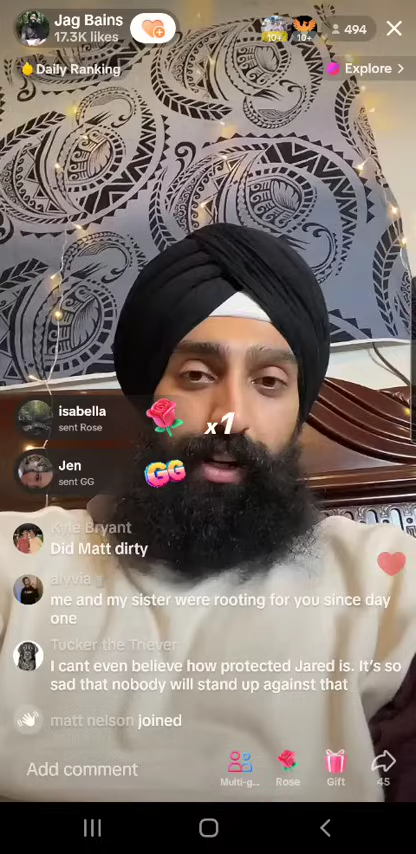 Jag Bains
17.3K likes
10+
10+
494
Daily Ranking
Explore >
isabella
sent Rose
x1
Jen
sent GG
GG
Kyle Bryant
Did Matt dirty
alyvia
me and my sister were rooting for you since day
one
Tucker the Triever
I cant even believe how protected Jared is. It's so
sad that nobody will stand up against that
matt nelson joined
Add comment
Multi-g...
Rose
Gift
45